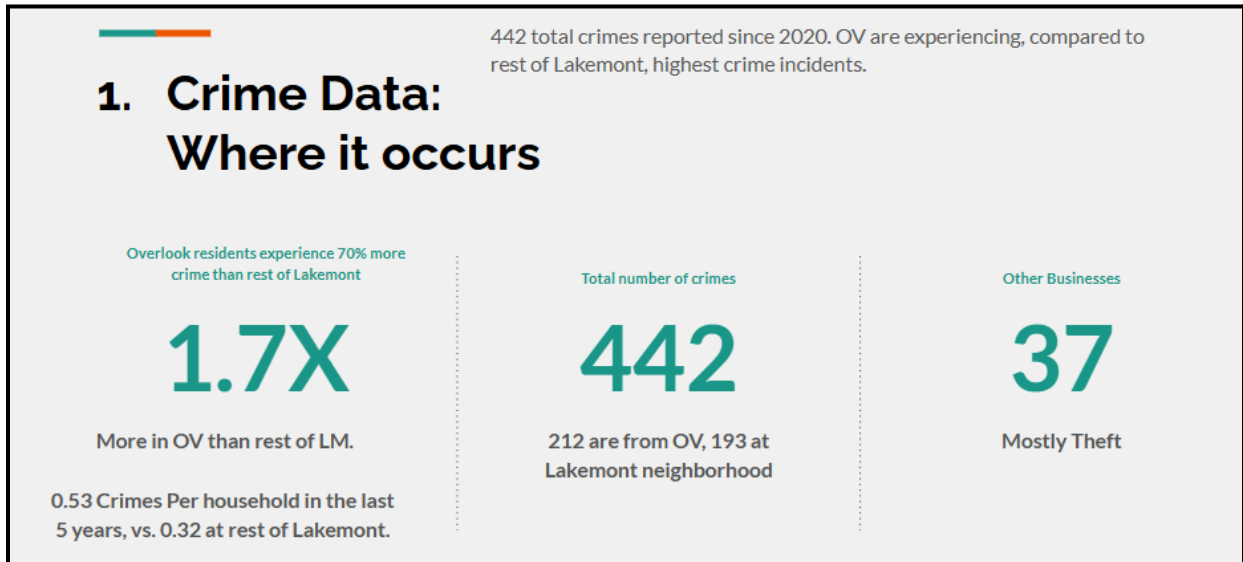 442 total crimes reported since 2020. OV are experiencing, compared to
rest of Lakemont, highest crime incidents.
1. Crime Data:
Where it occurs
Overlook residents experience 70% more
crime than rest of Lakemont
1.7X
More in OV than rest of LM.
0.53 Crimes Per household in the last
5 years, vs. 0.32 at rest of Lakemont.
Total number of crimes
442
212 are from OV, 193 at
Lakemont neighborhood
Other Businesses
37
Mostly Theft